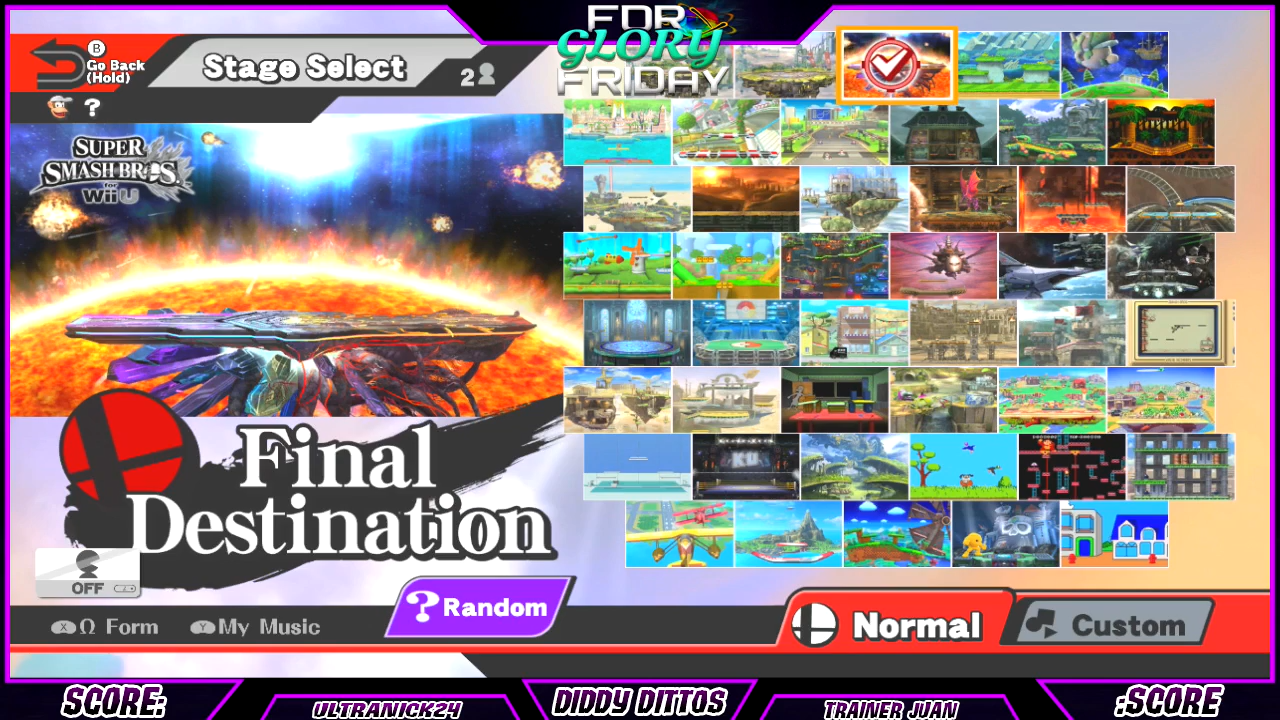 FOR
GLORY
FRIDAY
B
Go Back
(Hold)
Stage Select
2
?
SUPER
SMASH BROS.
for
Wii U
KU
Final
Destination
OFF
? Random
X Ω Form
Y My Music
Normal
Custom
SCORE:
ULTRANICK24
DIDDY DITTOS
TRAINER JUAN
:SCORE